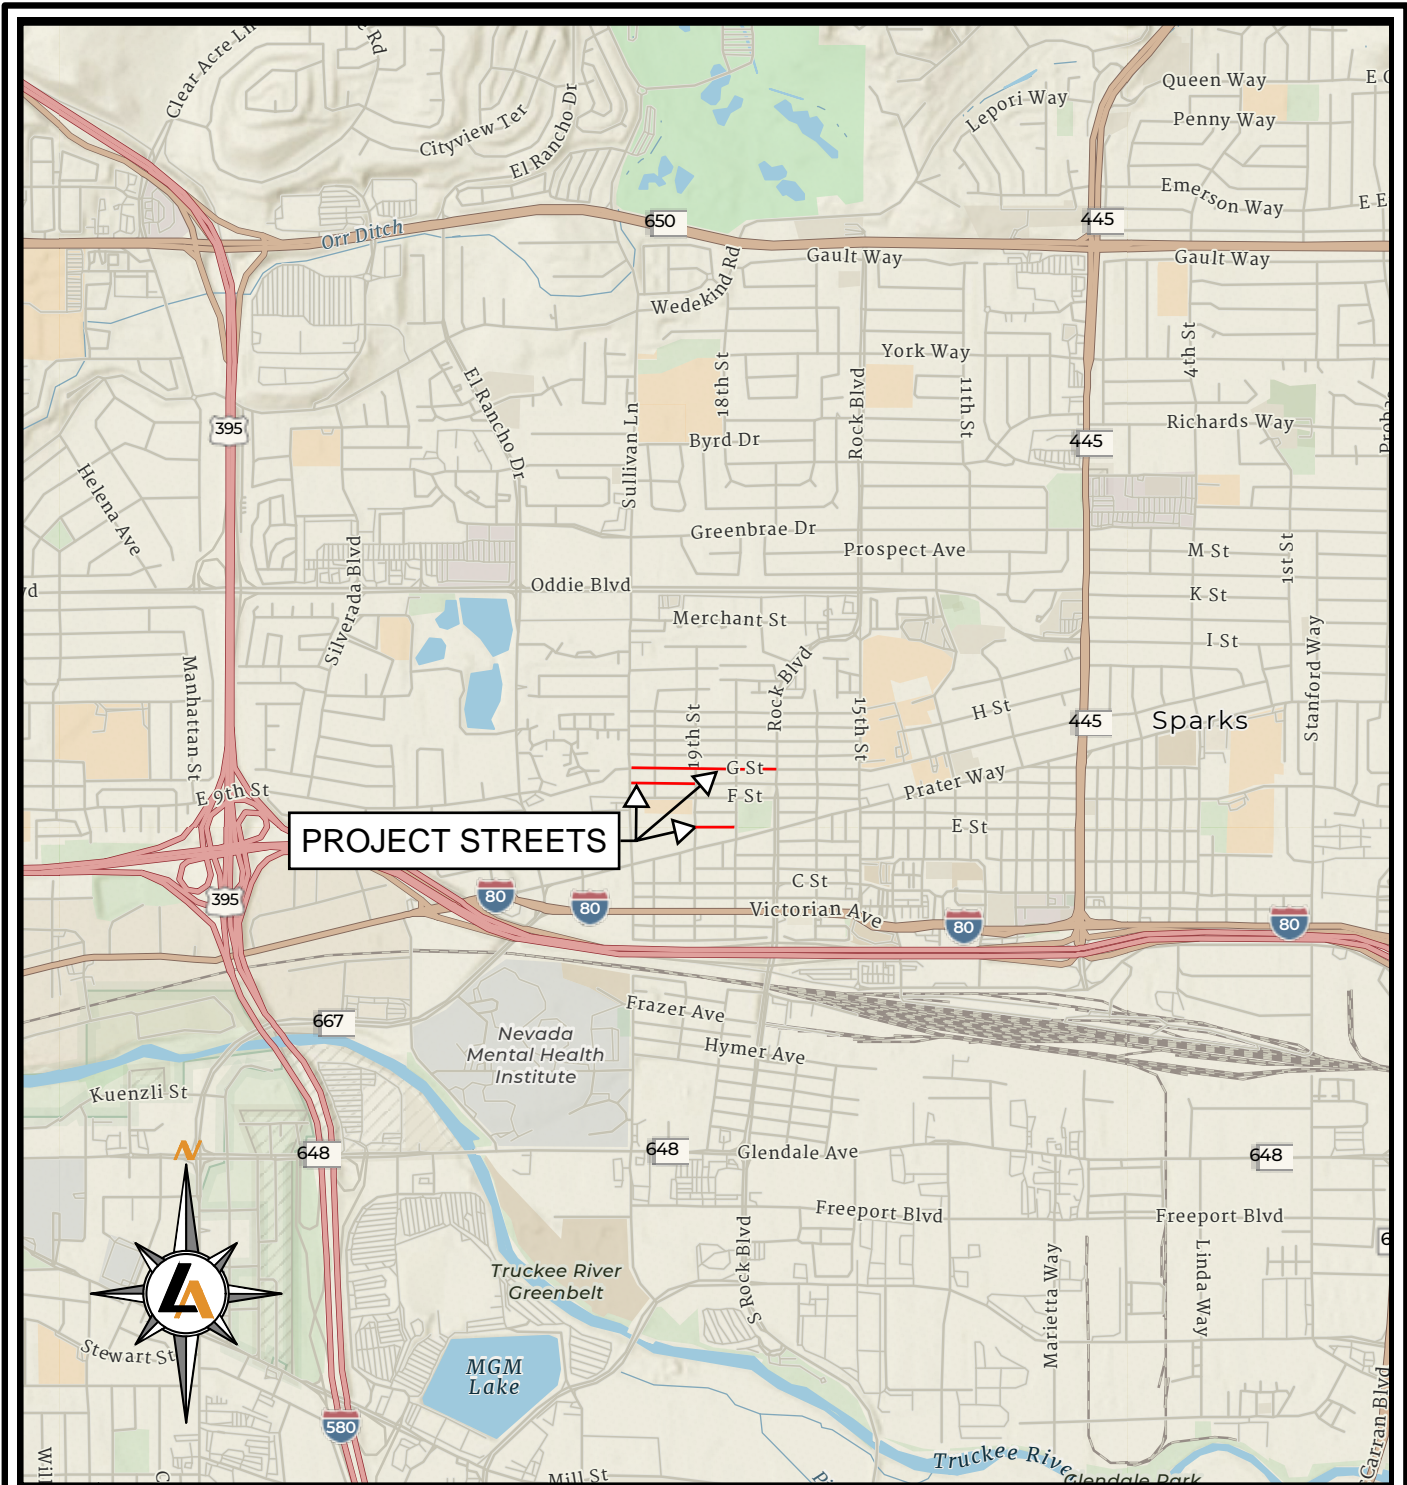 Clear Acre Ln
Rd
Queen Way
Lepori Way
Penny Way
Cityview Ter
El Rancho Dr
Emerson Way
Orr Ditch
650
445
Gault Way
Gault Way
Wedekind Rd
York Way
4th St
18th St
El Rancho Dr
Rock Blvd
11th St
395
Sullivan Ln
Byrd Dr
Richards Way
445
Helena Ave
Greenbrae Dr
Prospect Ave
M St
1st St
Silverada Blvd
Oddie Blvd
K St
Merchant St
I St
Manhattan St
Rock Blvd
Stanford Way
19th St
15th St
H St
445
Sparks
G St
E 9th St
F St
Prater Way
PROJECT STREETS
E St
C St
395
80
80
Victorian Ave
80
80
667
Frazer Ave
Nevada
Mental Health
Institute
Hymer Ave
Kuenzli St
N
648
648
Glendale Ave
648
Freeport Blvd
Freeport Blvd
S Rock Blvd
Marietta Way
Linda Way
Truckee River
Greenbelt
LA
Stewart St
MGM
Lake
580
Mill St
Truckee River
Glendale Park
cCarran Blvd